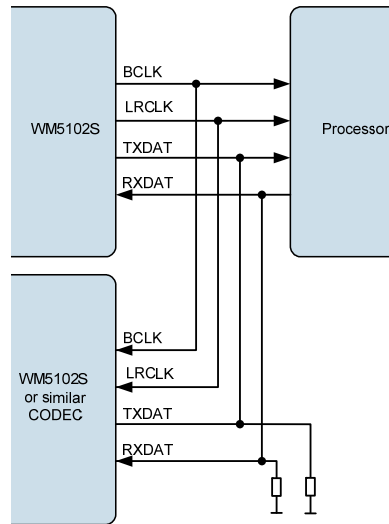 BCLK
LRCLK
WM5102S
Processor
TXDAT
RXDAT
BCLK
LRCLK
WM5102S
or similar
CODEC
TXDAT
RXDAT